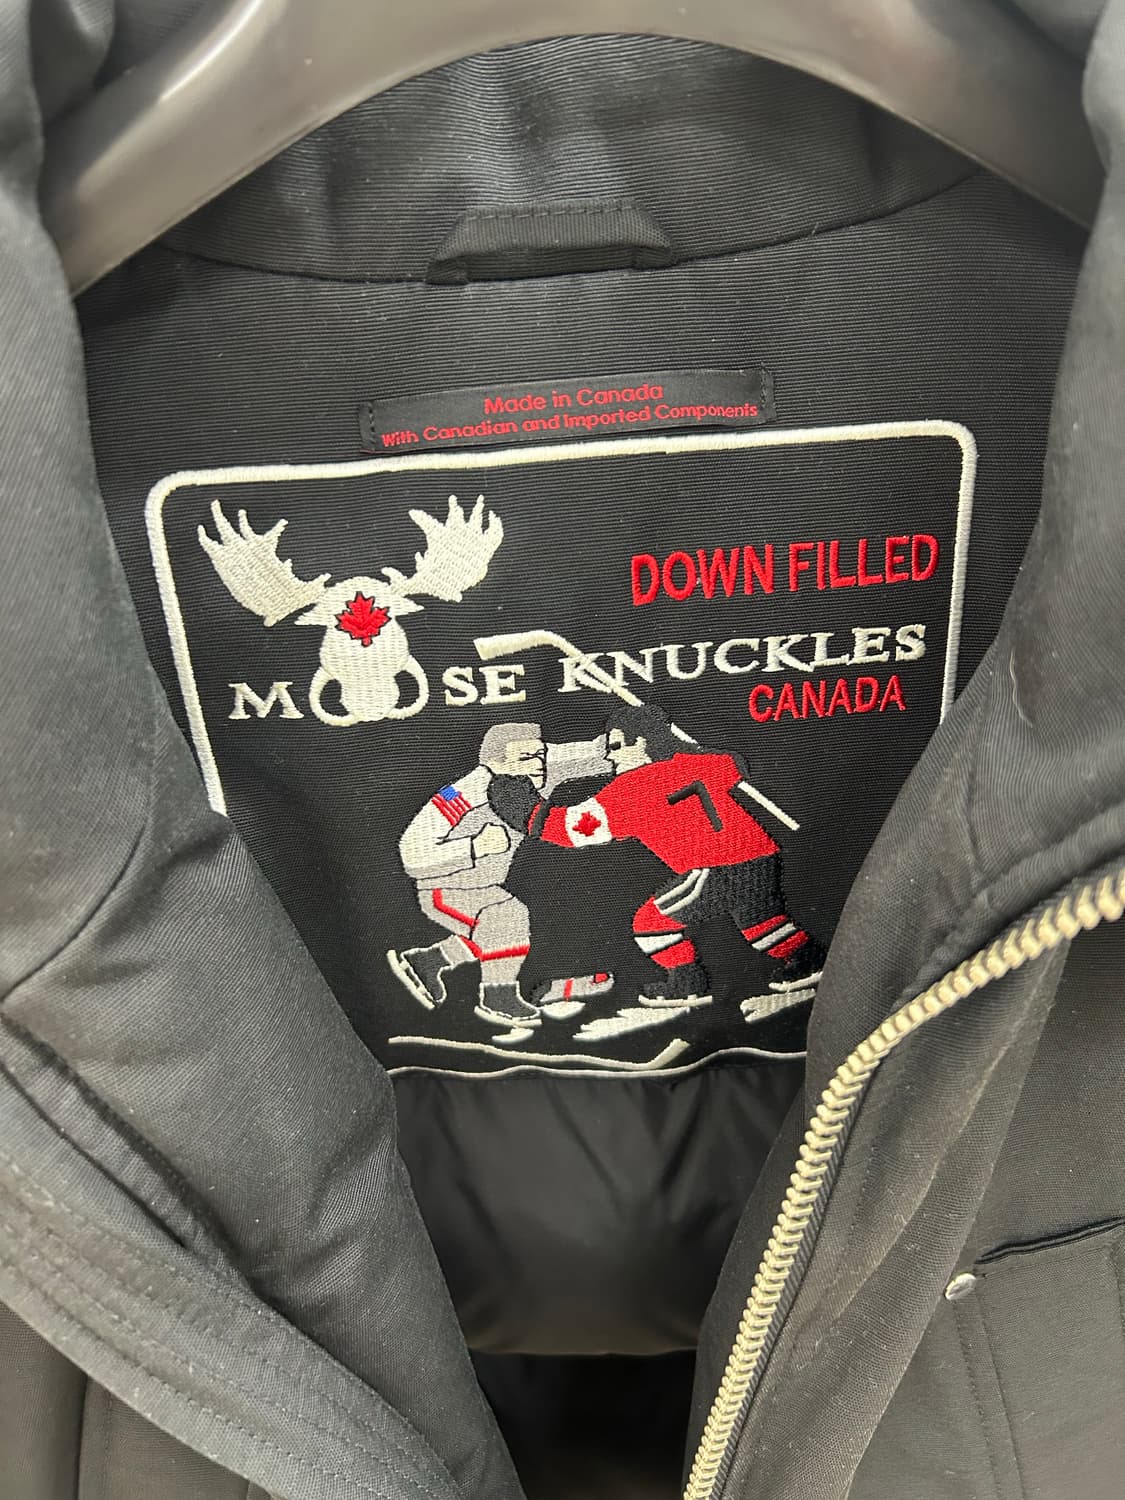 Made in Canada
With Canadian and Imported Components
DOWN FILLED
MOOSE KNUCKLES
CANADA
7